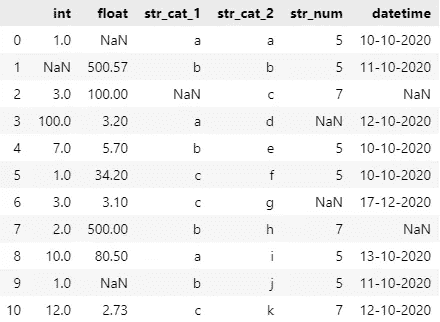 int float str_cat_1 str_cat_2 str_num datetime
0 1.0 NaN a a 5 10-10-2020
1 NaN 500.57 b b 5 11-10-2020
2 3.0 100.00 NaN c 7 NaN
3 100.0 3.20 a d NaN 12-10-2020
4 7.0 5.70 b e 5 10-10-2020
5 1.0 34.20 c f 5 10-10-2020
6 3.0 3.10 c g NaN 17-12-2020
7 2.0 500.00 b h 7 NaN
8 10.0 80.50 a i 5 13-10-2020
9 1.0 NaN b j 5 11-10-2020
10 12.0 2.73 c k 7 12-10-2020